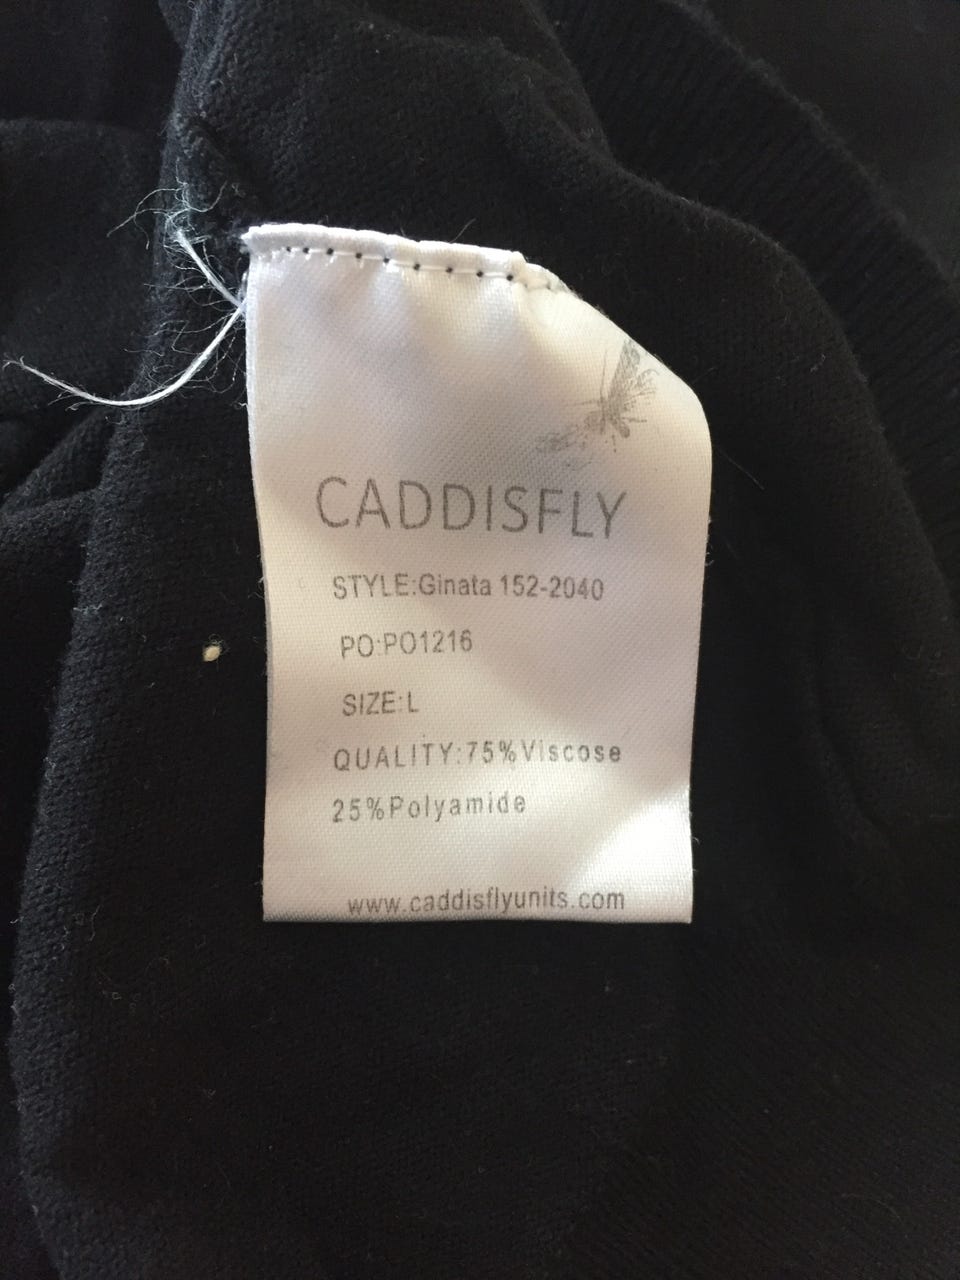 CADDISFLY
STYLE:Ginata 152-2040
PO:PO1216
SIZE:L
QUALITY:75%Viscose
25%Polyamide
www.caddisflyunits.com